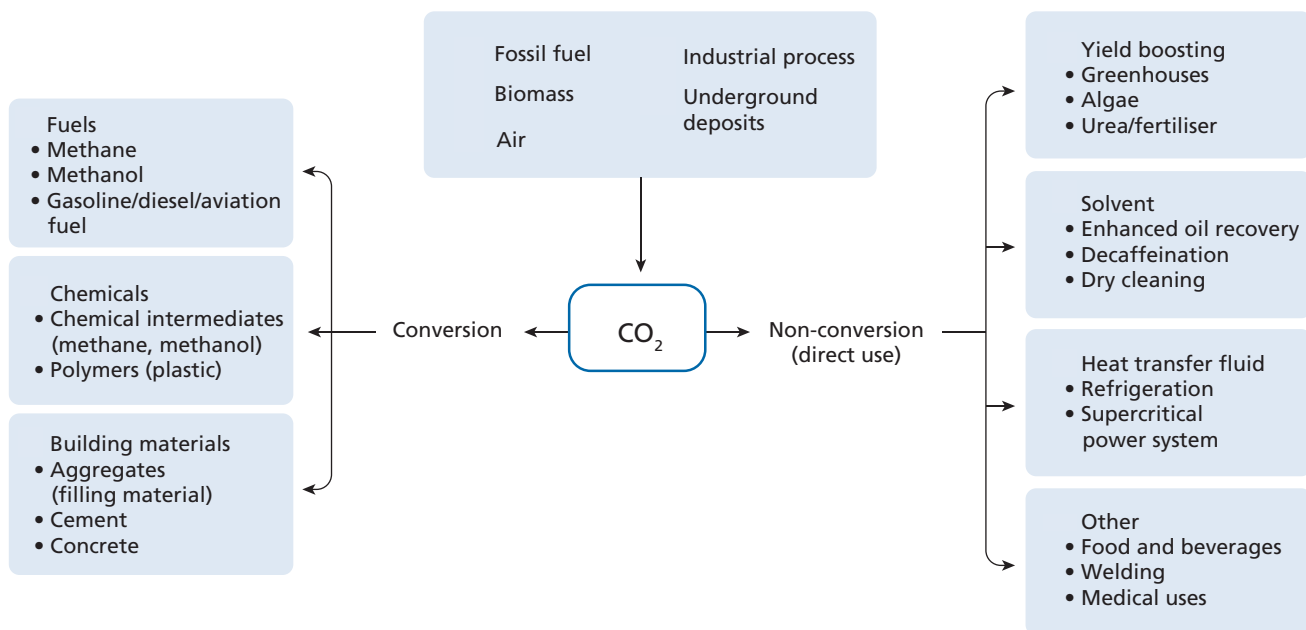 Fossil fuel
Biomass
Air
Industrial process
Underground
deposits
Fuels
• Methane
• Methanol
• Gasoline/diesel/aviation
fuel
Chemicals
• Chemical intermediates
(methane, methanol)
• Polymers (plastic)
Building materials
• Aggregates
(filling material)
• Cement
• Concrete
Conversion
CO₂
Non-conversion
(direct use)
Yield boosting
• Greenhouses
• Algae
• Urea/fertiliser
Solvent
• Enhanced oil recovery
• Decaffeination
• Dry cleaning
Heat transfer fluid
• Refrigeration
• Supercritical
power system
Other
• Food and beverages
• Welding
• Medical uses